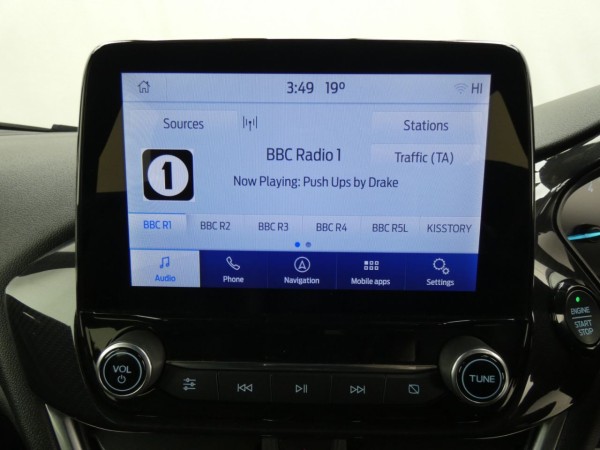 3:49 19º HI
Sources Stations
BBC Radio 1 Traffic (TA)
1
Now Playing: Push Ups by Drake
BBC R1 BBC R2 BBC R3 BBC R4 BBC R5L KISSTORY
Audio Phone Navigation Mobile apps Settings
ENGINE
START
STOP
VOL
TUNE